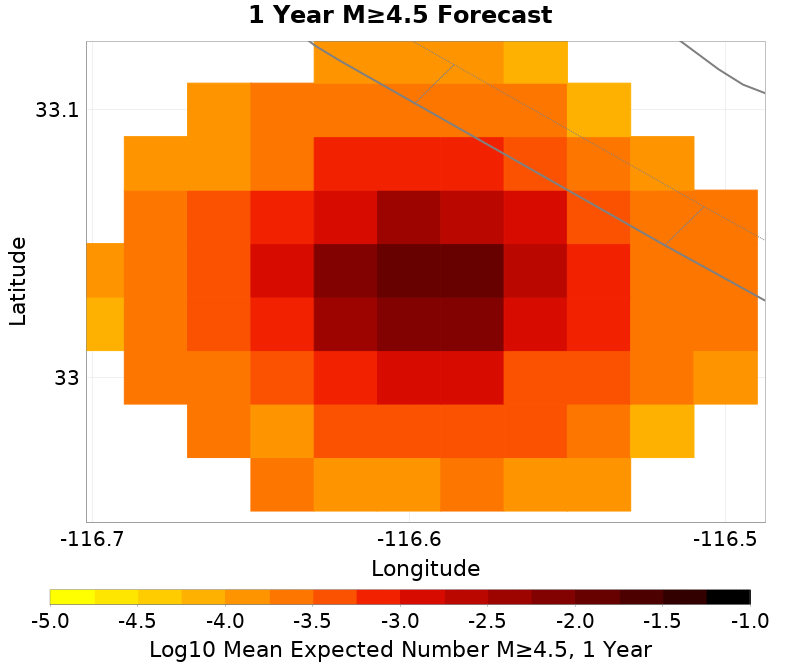 1 Year M≥4.5 Forecast
33.1
33
Latitude
-116.7 -116.6 -116.5
Longitude
-5.0 -4.5 -4.0 -3.5 -3.0 -2.5 -2.0 -1.5 -1.0
Log10 Mean Expected Number M≥4.5, 1 Year